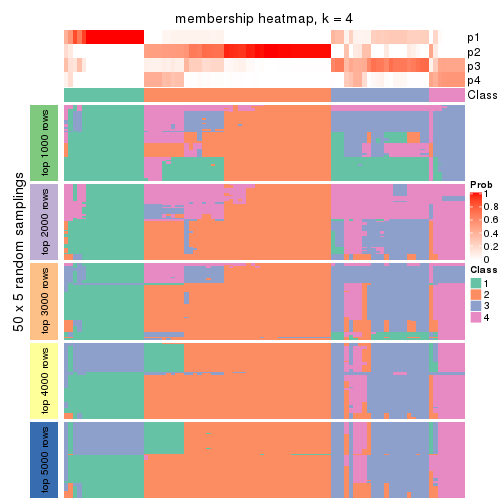 membership heatmap, k = 4
p1
p2
p3
p4
Class
50 x 5 random samplings
top 1000 rows
top 2000 rows
top 3000 rows
top 4000 rows
top 5000 rows
Prob
1
0.8
0.6
0.4
0.2
0
Class
1
2
3
4